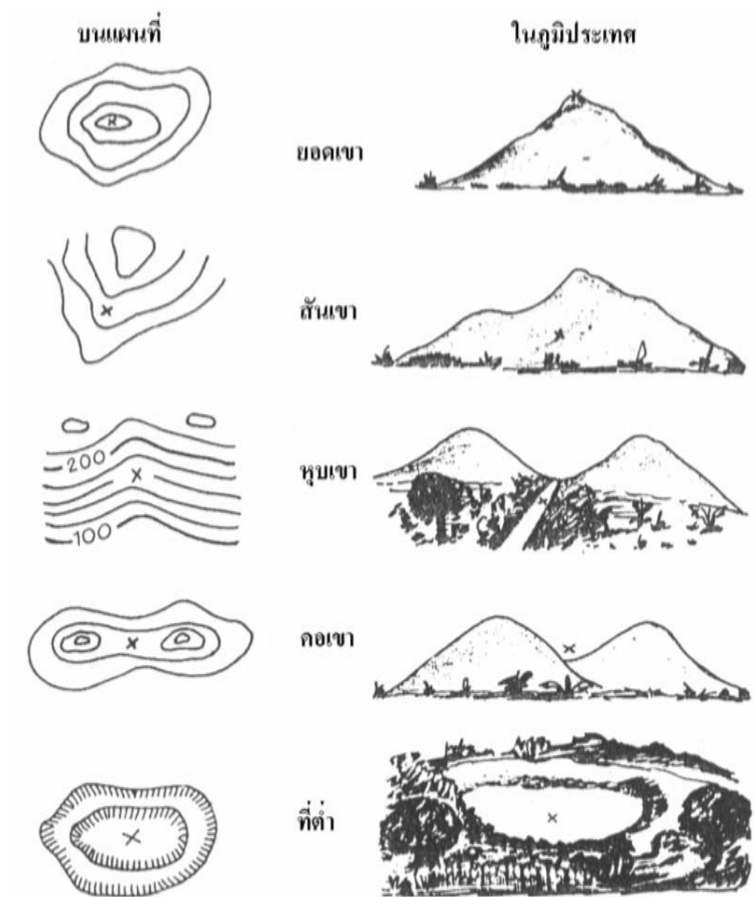 บนแผนที่
ในภูมิประเทศ
ยอดเขา
สันเขา
200
100
หุบเขา
คอเขา
ที่ต่ำ